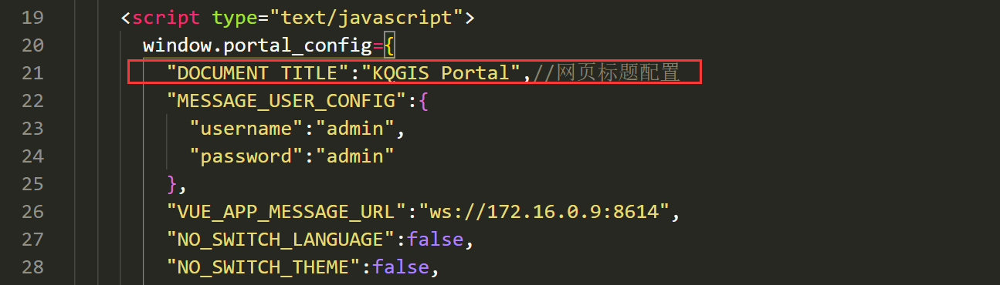 19 <script type="text/javascript">
20 window.portal_config={
21 "DOCUMENT_TITLE":"KQGIS Portal",//网页标题配置
22 "MESSAGE_USER_CONFIG":{
23 "username":"admin",
24 "password":"admin"
25 },
26 "VUE_APP_MESSAGE_URL":"ws://172.16.0.9:8614",
27 "NO_SWITCH_LANGUAGE":false,
28 "NO_SWITCH_THEME":false,